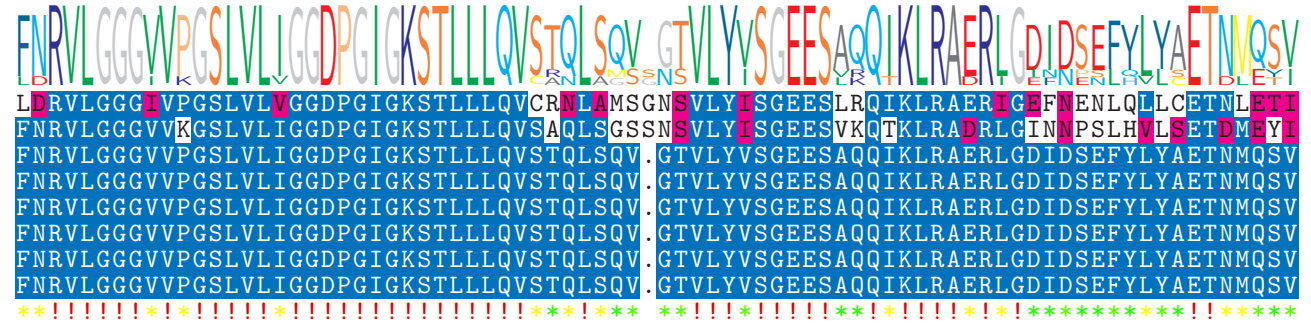 FNRVLGGGVVPGSLVLIGGDPGIGKSTLLLQVSTQLSQV GTVLYVSGEESAQQIKLRAERLGDIDSEFYLYAETNMQSV
LDRVLGGGIVPGSLVLVGGDPGIGKSTLLLQVCRNLAMSGNSVLYISGEESLRQIKLRAERIGEFNENLQLLCETNLETI
FNRVLGGGVVKGSLVLIGGDPGIGKSTLLLQVSAQLSGSSNSVLYISGEESVKQTKLRADRLGINNPSLHVLSETDMEYI
FNRVLGGGVVPGSLVLIGGDPGIGKSTLLLQVSTQLSQV.GTVLYVSGEESAQQIKLRAERLGDIDSEFYLYAETNMQSV
FNRVLGGGVVPGSLVLIGGDPGIGKSTLLLQVSTQLSQV.GTVLYVSGEESAQQIKLRAERLGDIDSEFYLYAETNMQSV
FNRVLGGGVVPGSLVLIGGDPGIGKSTLLLQVSTQLSQV.GTVLYVSGEESAQQIKLRAERLGDIDSEFYLYAETNMQSV
FNRVLGGGVVPGSLVLIGGDPGIGKSTLLLQVSTQLSQV.GTVLYVSGEESAQQIKLRAERLGDIDSEFYLYAETNMQSV
FNRVLGGGVVPGSLVLIGGDPGIGKSTLLLQVSTQLSQV.GTVLYVSGEESAQQIKLRAERLGDIDSEFYLYAETNMQSV
FNRVLGGGVVPGSLVLIGGDPGIGKSTLLLQVSTQLSQV.GTVLYVSGEESAQQIKLRAERLGDIDSEFYLYAETNMQSV
**!!!!!!*!*!!!!!*!!!!!!!!!!!!!!!***!*** **!!!*!!!!!**!*!!!!*!*!**********!!*****